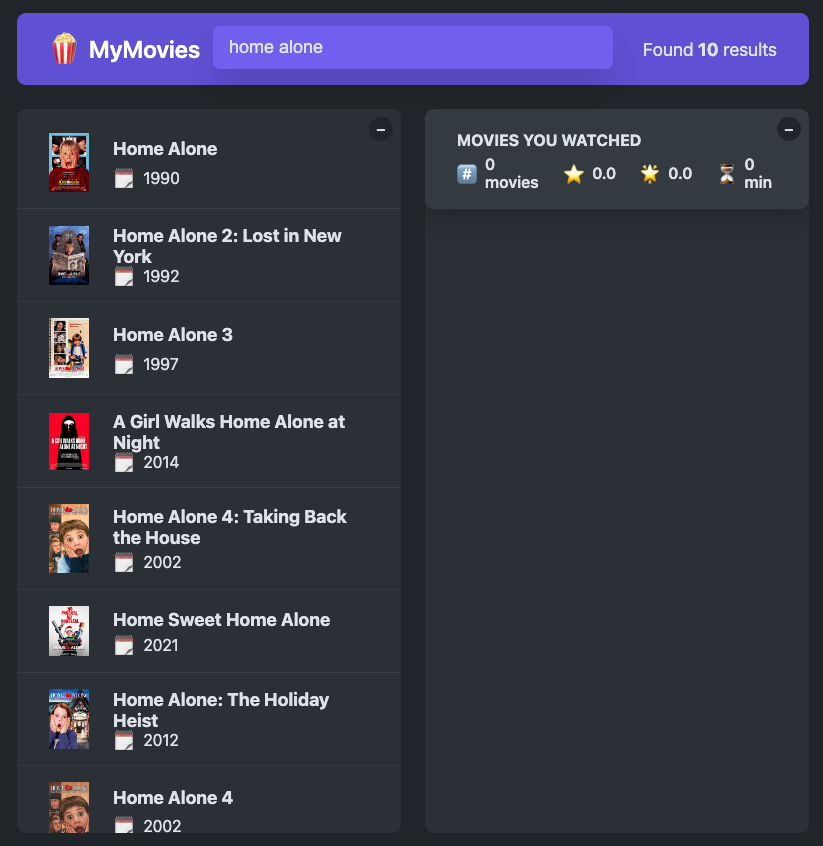 MyMovies
home alone
Found 10 results
Home Alone
1990
Home Alone 2: Lost in New
York
1992
Home Alone 3
1997
A Girl Walks Home Alone at
Night
2014
Home Alone 4: Taking Back
the House
2002
Home Sweet Home Alone
2021
Home Alone: The Holiday
Heist
2012
Home Alone 4
2002
MOVIES YOU WATCHED
#
0
movies
0.0
0.0
0
min